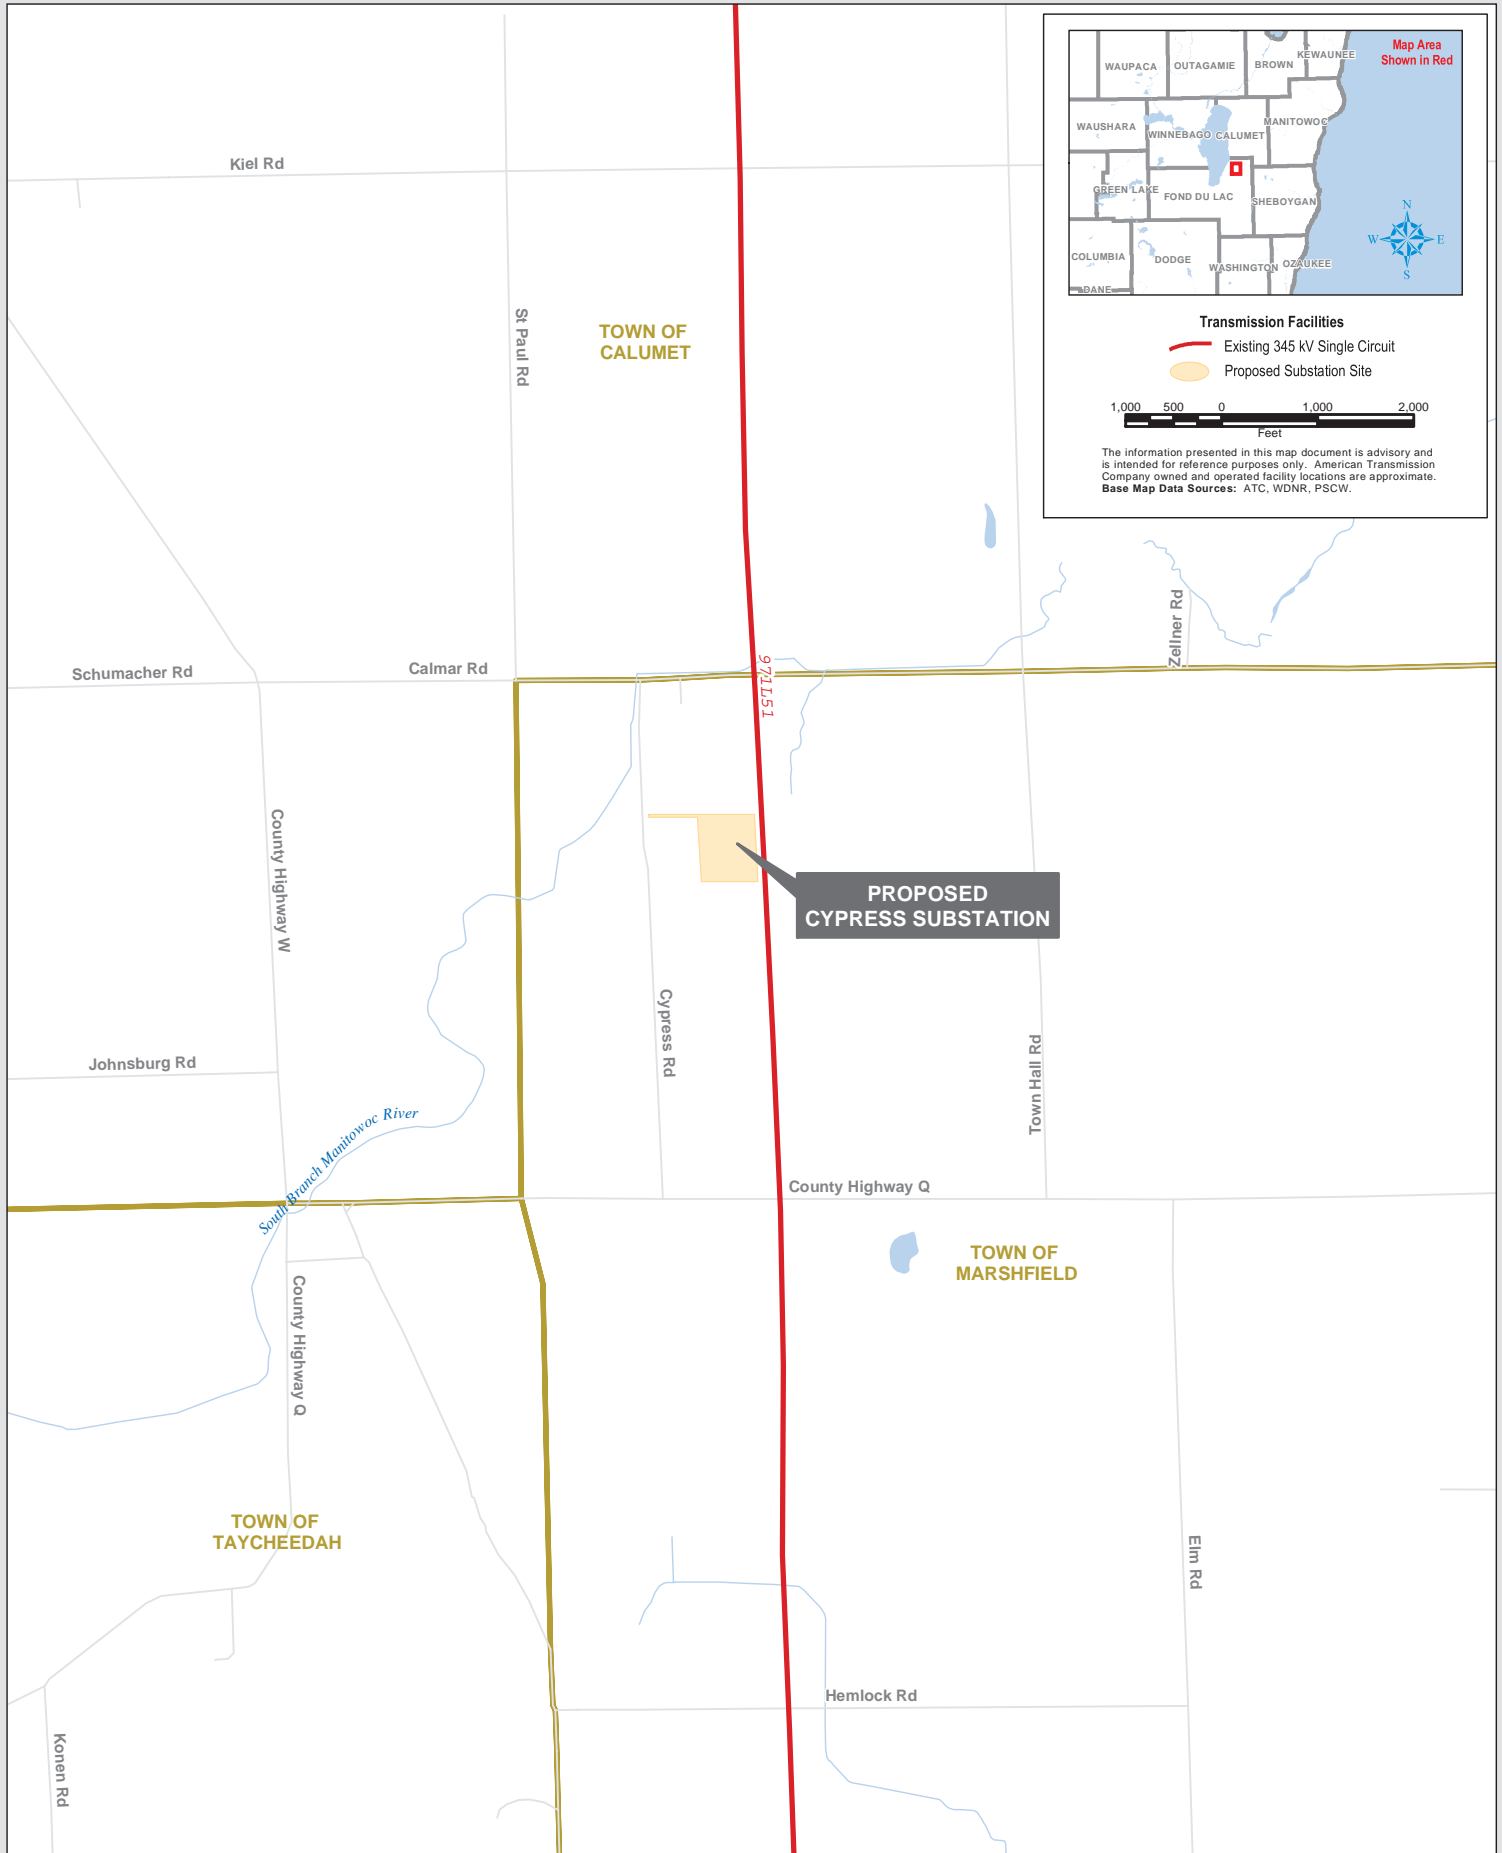 Map Area
Shown in Red
KEWAUNEE
WAUPACA
OUTAGAMIE
BROWN
WAUSHARA
WINNEBAGO
CALUMET
MANITOWOC
GREEN LAKE
FOND DU LAC
SHEBOYGAN
COLUMBIA
DODGE
WASHINGTON
OZAUKEE
DANE
N
W
E
S
Transmission Facilities
Existing 345 kV Single Circuit
Proposed Substation Site
1,000 500 0 1,000 2,000
Feet
The information presented in this map document is advisory and
is intended for reference purposes only. American Transmission
Company owned and operated facility locations are approximate.
Base Map Data Sources: ATC, WDNR, PSCW.
Kiel Rd
St Paul Rd
TOWN OF
CALUMET
Zellner Rd
Schumacher Rd
Calmar Rd
971L51
County Highway W
PROPOSED
CYPRESS SUBSTATION
Cypress Rd
Town Hall Rd
Johnsburg Rd
South Branch Manitowoc River
County Highway Q
TOWN OF
MARSHFIELD
County Highway Q
TOWN OF
TAYCHEEDAH
Elm Rd
Hemlock Rd
Konen Rd